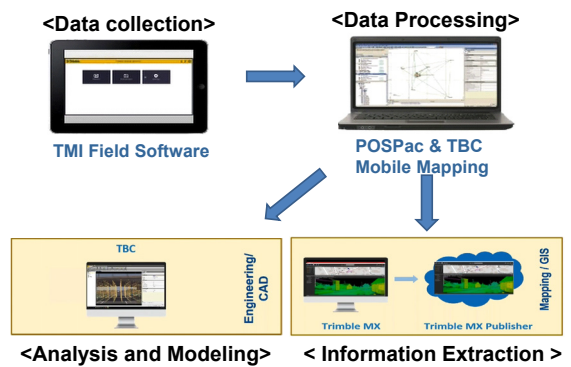 <Data collection>
<Data Processing>
TMI Field Software
POSPac & TBC
Mobile Mapping
TBC
Engineering/
CAD
Trimble MX
Trimble MX Publisher
Mapping / GIS
<Analysis and Modeling>
< Information Extraction >